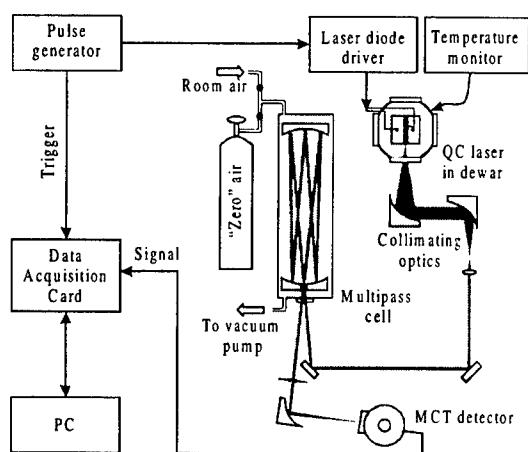 Pulse
generator
Laser diode
driver
Temperature
monitor
Room air
Trigger
"Zero" air
QC laser
in dewar
Collimating
optics
Data
Acquisition
Card
Signal
To vacuum
pump
Multipass
cell
PC
MCT detector